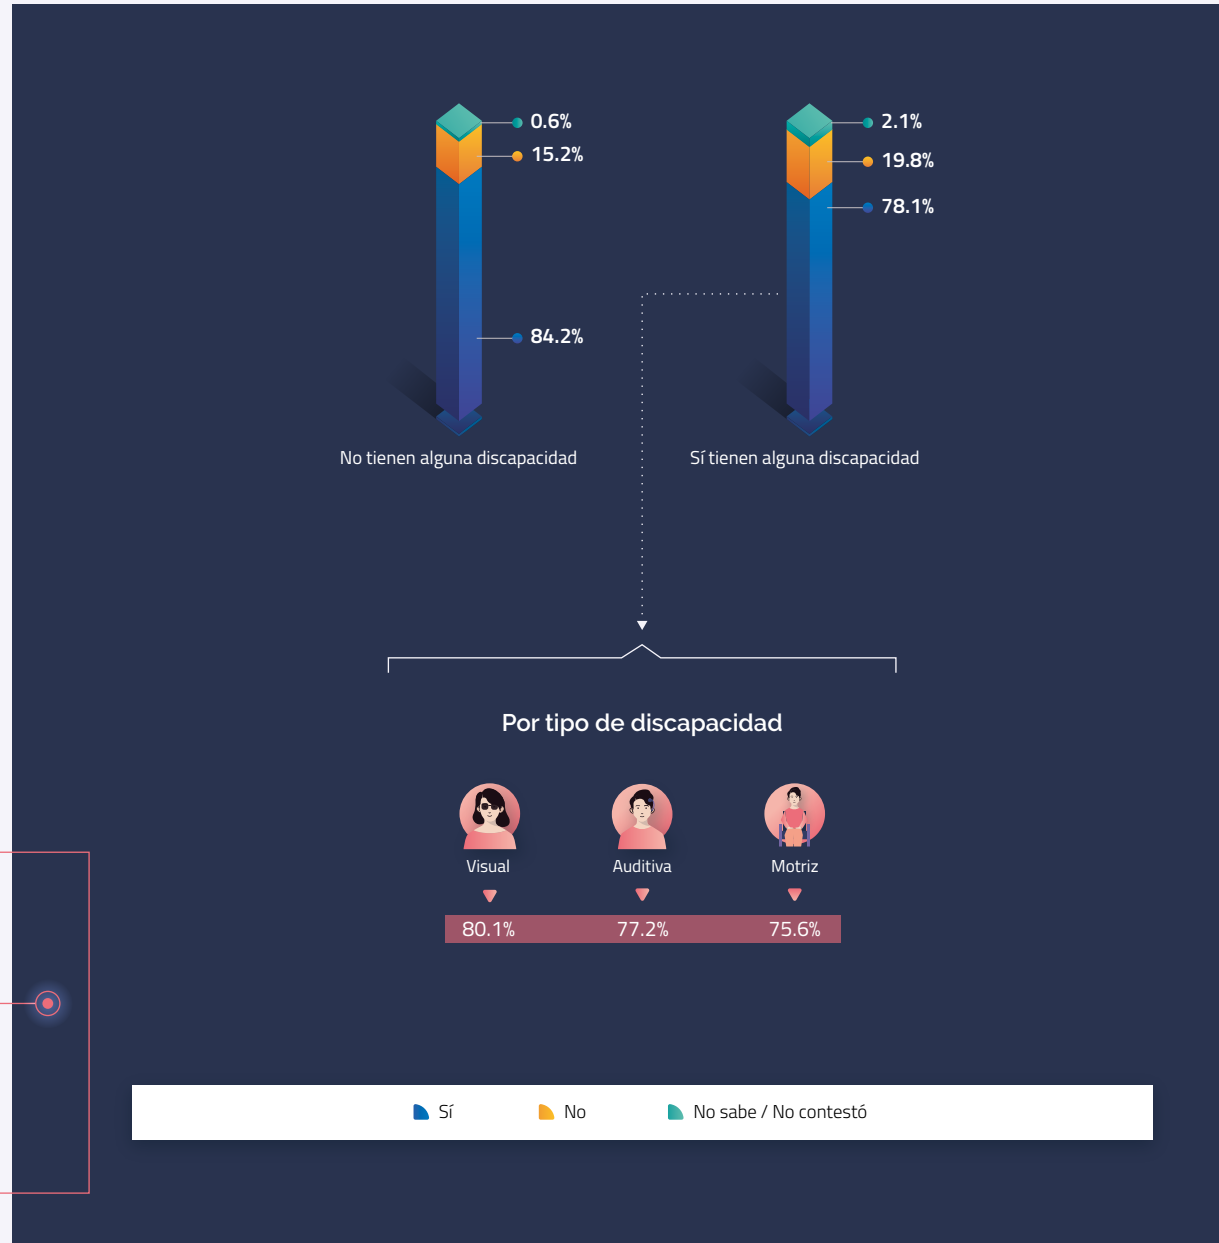 0.6%
15.2%
84.2%
No tienen alguna discapacidad
2.1%
19.8%
78.1%
Sí tienen alguna discapacidad
Por tipo de discapacidad
Visual Auditiva Motriz
80.1% 77.2% 75.6%
Sí No No sabe / No contestó